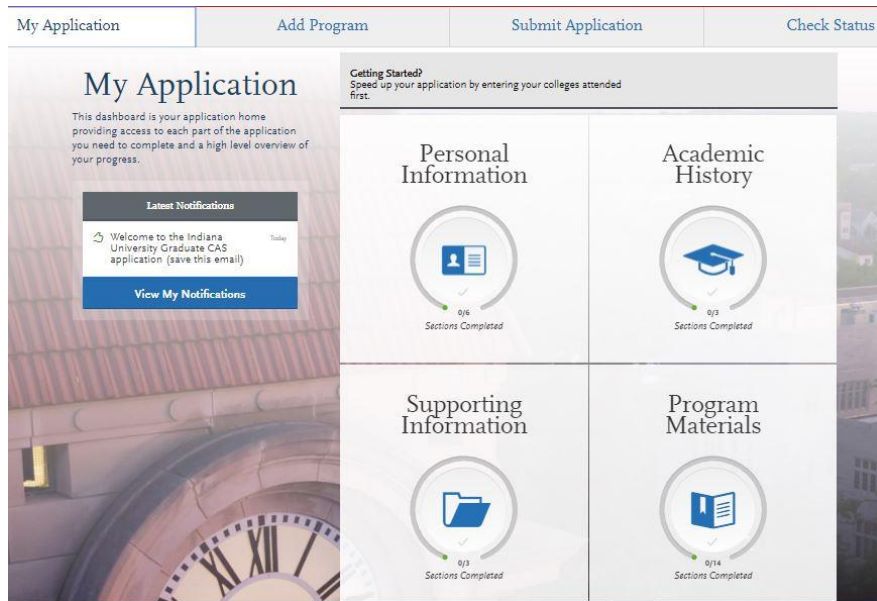 My Application
Add Program
Submit Application
Check Status
My Application
This dashboard is your application home
providing access to each part of the application
you need to complete and a high level overview of
your progress.
Latest Notifications
Welcome to the Indiana
University Graduate CAS
application (save this email)
Today
View My Notifications
Getting Started?
Speed up your application by entering your colleges attended
first.
Personal
Information
0/6
Sections Completed
Academic
History
0/3
Sections Completed
Supporting
Information
0/3
Sections Completed
Program
Materials
0/14
Sections Completed